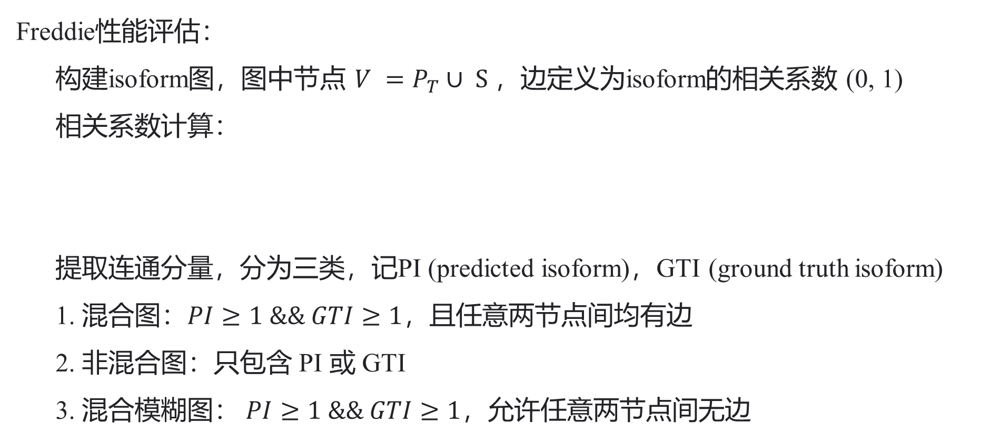 Freddie性能评估：
构建isoform图，图中节点 V = P_T ∪ S ，边定义为isoform的相关系数 (0, 1)
相关系数计算：
提取连通分量，分为三类，记PI (predicted isoform)，GTI (ground truth isoform)
1. 混合图：PI ≥ 1 && GTI ≥ 1，且任意两节点间均有边
2. 非混合图：只包含 PI 或 GTI
3. 混合模糊图： PI ≥ 1 && GTI ≥ 1，允许任意两节点间无边